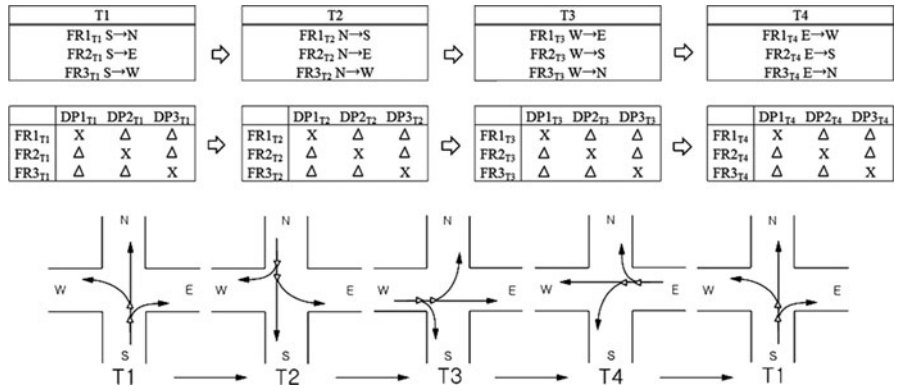 T1
FR1T1 S→N
FR2T1 S→E
FR3T1 S→W
T2
FR1T2 N→S
FR2T2 N→E
FR3T2 N→W
T3
FR1T3 W→E
FR2T3 W→S
FR3T3 W→N
T4
FR1T4 E→W
FR2T4 E→S
FR3T4 E→N
DP1T1 DP2T1 DP3T1
FR1T1 X Δ Δ
FR2T1 Δ X Δ
FR3T1 Δ Δ X
DP1T2 DP2T2 DP3T2
FR1T2 X Δ Δ
FR2T2 Δ X Δ
FR3T2 Δ Δ X
DP1T3 DP2T3 DP3T3
FR1T3 X Δ Δ
FR2T3 Δ X Δ
FR3T3 Δ Δ X
DP1T4 DP2T4 DP3T4
FR1T4 X Δ Δ
FR2T4 Δ X Δ
FR3T4 Δ Δ X
N
W E
S
T1
N
W E
S
T2
N
W E
S
T3
N
W E
S
T4
N
W E
S
T1